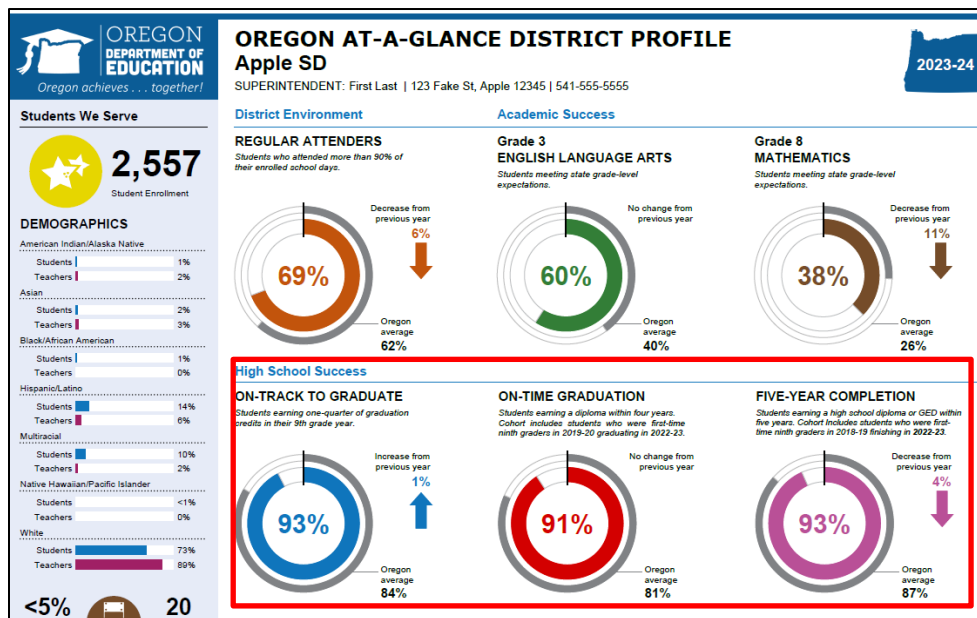 OREGON
DEPARTMENT OF
EDUCATION
Oregon achieves . . . together!
OREGON AT-A-GLANCE DISTRICT PROFILE
Apple SD
SUPERINTENDENT: First Last | 123 Fake St, Apple 12345 | 541-555-5555
2023-24
Students We Serve
2,557
Student Enrollment
DEMOGRAPHICS
American Indian/Alaska Native
Students 1%
Teachers 2%
Asian
Students 2%
Teachers 3%
Black/African American
Students 1%
Teachers 0%
Hispanic/Latino
Students 14%
Teachers 6%
Multiracial
Students 10%
Teachers 2%
Native Hawaiian/Pacific Islander
Students <1%
Teachers 0%
White
Students 73%
Teachers 89%
<5%
20
District Environment
REGULAR ATTENDERS
Students who attended more than 90% of
their enrolled school days.
Decrease from
previous year
6%
69%
Oregon
average
62%
Academic Success
Grade 3
ENGLISH LANGUAGE ARTS
Students meeting state grade-level
expectations.
No change from
previous year
60%
Oregon
average
40%
Grade 8
MATHEMATICS
Students meeting state grade-level
expectations.
Decrease from
previous year
11%
38%
Oregon
average
26%
High School Success
ON-TRACK TO GRADUATE
Students earning one-quarter of graduation
credits in their 9th grade year.
Increase from
previous year
1%
93%
Oregon
average
84%
ON-TIME GRADUATION
Students earning a diploma within four years.
Cohort includes students who were first-time
ninth graders in 2019-20 graduating in 2022-23.
No change from
previous year
91%
Oregon
average
81%
FIVE-YEAR COMPLETION
Students earning a high school diploma or GED within
five years. Cohort Includes students who were first-
time ninth graders in 2018-19 finishing in 2022-23.
Decrease from
previous year
4%
93%
Oregon
average
87%